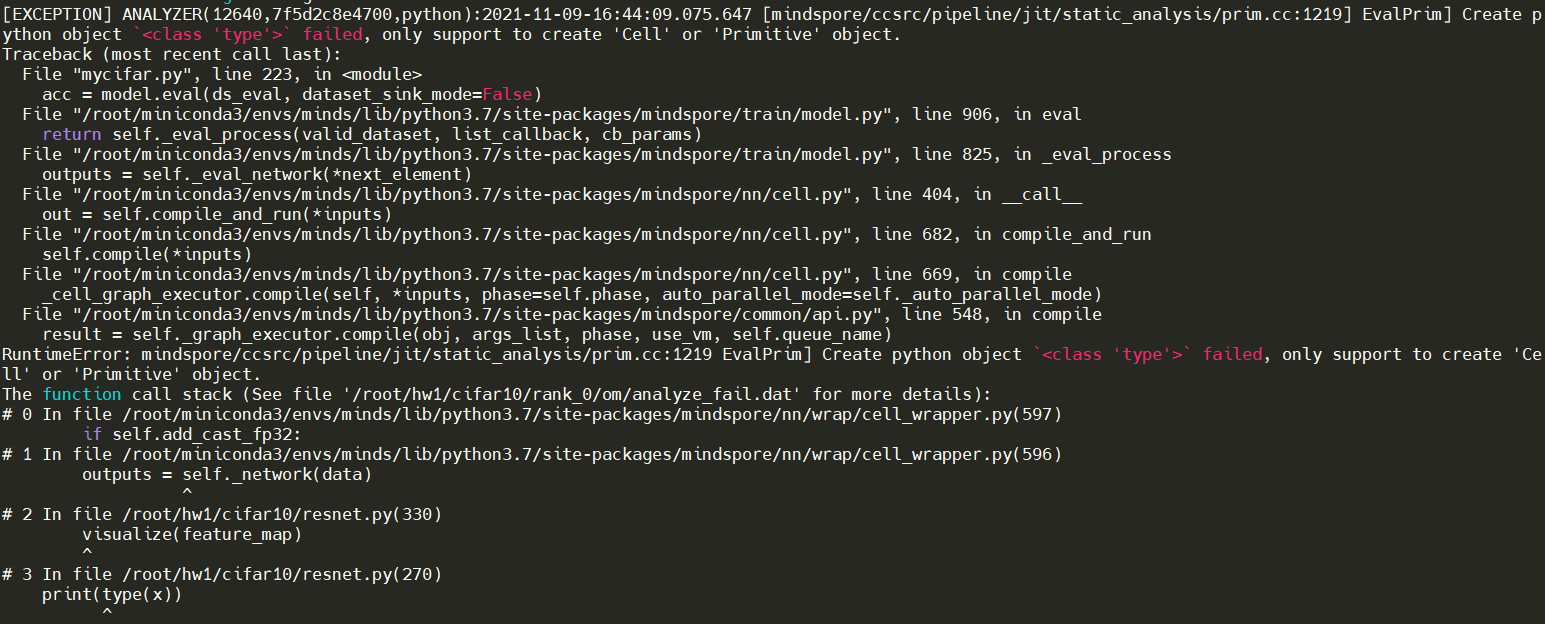 [EXCEPTION] ANALYZER(12640,7f5d2c8e4700,python):2021-11-09-16:44:09.075.647 [mindspore/ccsrc/pipeline/jit/static_analysis/prim.cc:1219] EvalPrim] Create p
ython object `<class 'type'>` failed, only support to create 'Cell' or 'Primitive' object.
Traceback (most recent call last):
  File "mycifar.py", line 223, in <module>
    acc = model.eval(ds_eval, dataset_sink_mode=False)
  File "/root/miniconda3/envs/minds/lib/python3.7/site-packages/mindspore/train/model.py", line 906, in eval
    return self._eval_process(valid_dataset, list_callback, cb_params)
  File "/root/miniconda3/envs/minds/lib/python3.7/site-packages/mindspore/train/model.py", line 825, in _eval_process
    outputs = self._eval_network(*next_element)
  File "/root/miniconda3/envs/minds/lib/python3.7/site-packages/mindspore/nn/cell.py", line 404, in __call__
    out = self.compile_and_run(*inputs)
  File "/root/miniconda3/envs/minds/lib/python3.7/site-packages/mindspore/nn/cell.py", line 682, in compile_and_run
    self.compile(*inputs)
  File "/root/miniconda3/envs/minds/lib/python3.7/site-packages/mindspore/nn/cell.py", line 669, in compile
    _cell_graph_executor.compile(self, *inputs, phase=self.phase, auto_parallel_mode=self._auto_parallel_mode)
  File "/root/miniconda3/envs/minds/lib/python3.7/site-packages/mindspore/common/api.py", line 548, in compile
    result = self._graph_executor.compile(obj, args_list, phase, use_vm, self.queue_name)
RuntimeError: mindspore/ccsrc/pipeline/jit/static_analysis/prim.cc:1219 EvalPrim] Create python object `<class 'type'>` failed, only support to create 'Ce
ll' or 'Primitive' object.
The function call stack (See file '/root/hw1/cifar10/rank_0/om/analyze_fail.dat' for more details):
# 0 In file /root/miniconda3/envs/minds/lib/python3.7/site-packages/mindspore/nn/wrap/cell_wrapper.py(597)
        if self.add_cast_fp32:
# 1 In file /root/miniconda3/envs/minds/lib/python3.7/site-packages/mindspore/nn/wrap/cell_wrapper.py(596)
        outputs = self._network(data)
                  ^
# 2 In file /root/hw1/cifar10/resnet.py(330)
        visualize(feature_map)
        ^
# 3 In file /root/hw1/cifar10/resnet.py(270)
    print(type(x))
          ^